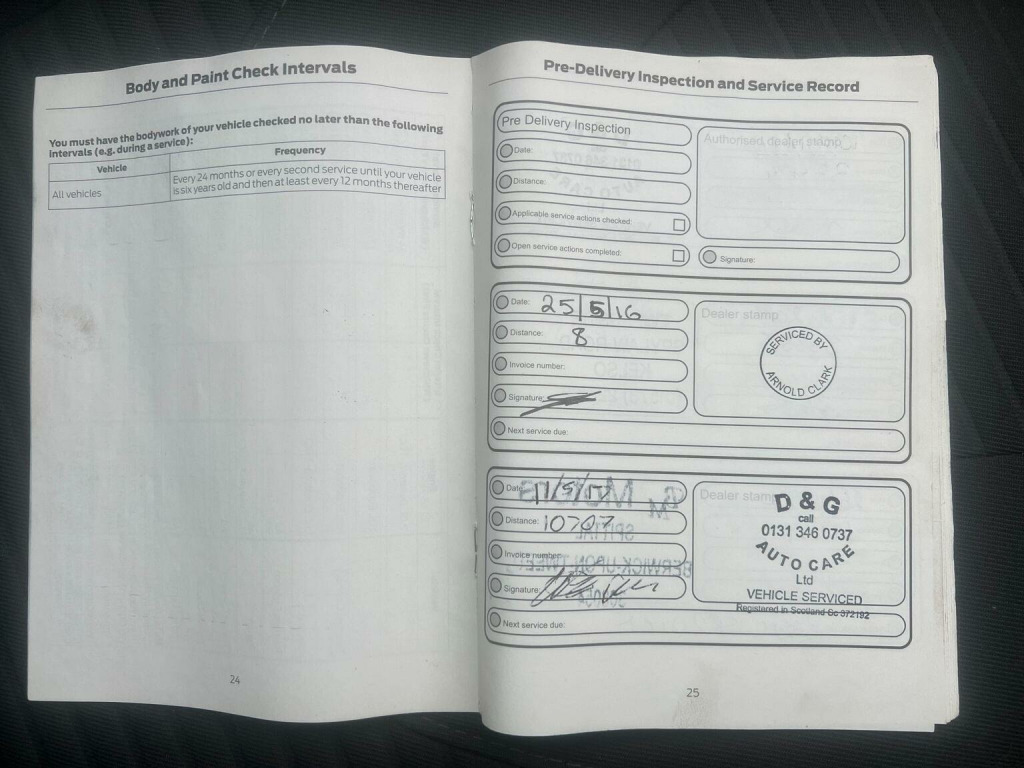 Body and Paint Check Intervals
You must have the bodywork of your vehicle checked no later than the following
intervals (e.g. during a service):
Vehicle Frequency
All vehicles Every 24 months or every second service until your vehicle
is six years old and then at least every 12 months thereafter
24
Pre-Delivery Inspection and Service Record
Pre Delivery Inspection
Date:
Distance:
Applicable service actions checked:
Open service actions completed:
Authorised dealer stamp
Signature:
Date: 25/5/16
Distance: 8
Invoice number:
Signature:
Next service due:
Dealer stamp
SERVICED BY
ARNOLD CLARK
Date: 11/5/17
Distance: 10707
Invoice number:
Signature:
Next service due:
Dealer stamp
D & G
call
0131 346 0737
AUTO CARE
Ltd
VEHICLE SERVICED
Registered in Scotland Sc 372192
25